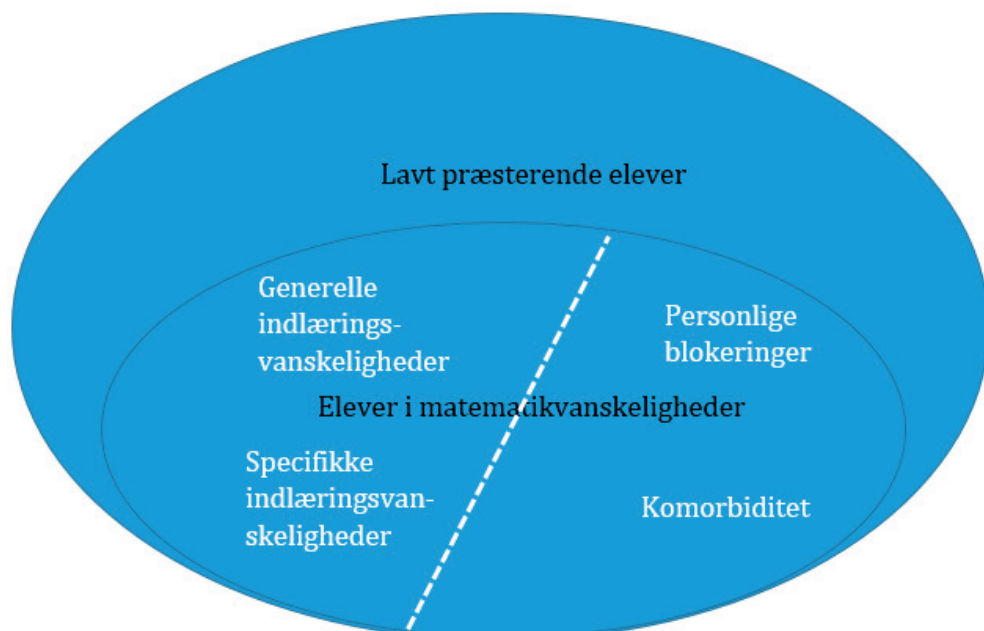 Lavt præsterende elever
Generelle
indlærings-
vanskeligheder
Personlige
blokeringer
Elever i matematikvanskeligheder
Specifikke
indlæringsvan-
skeligheder
Komorbiditet